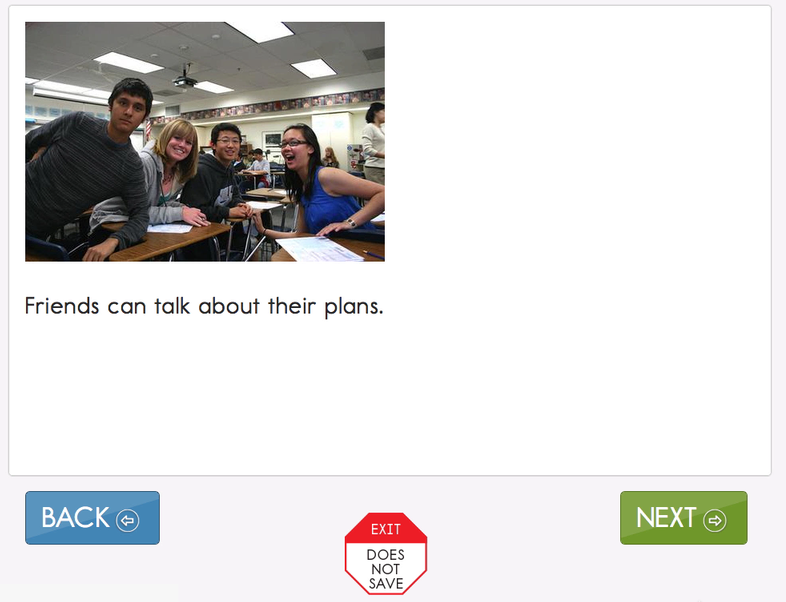 Friends can talk about their plans.
BACK
NEXT
EXIT
DOES
NOT
SAVE